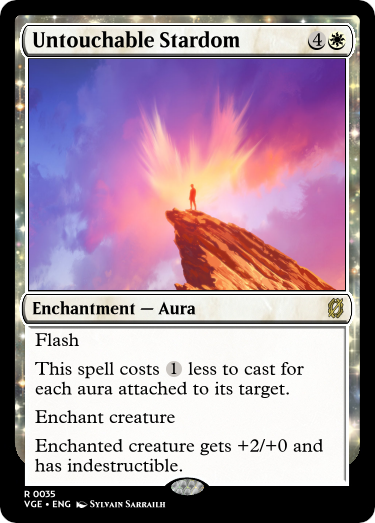 Untouchable Stardom 4
Enchantment — Aura
Flash
This spell costs 1 less to cast for
each aura attached to its target.
Enchant creature
Enchanted creature gets +2/+0 and
has indestructible.
R 0035
VGE • ENG Sylvain Sarrailh